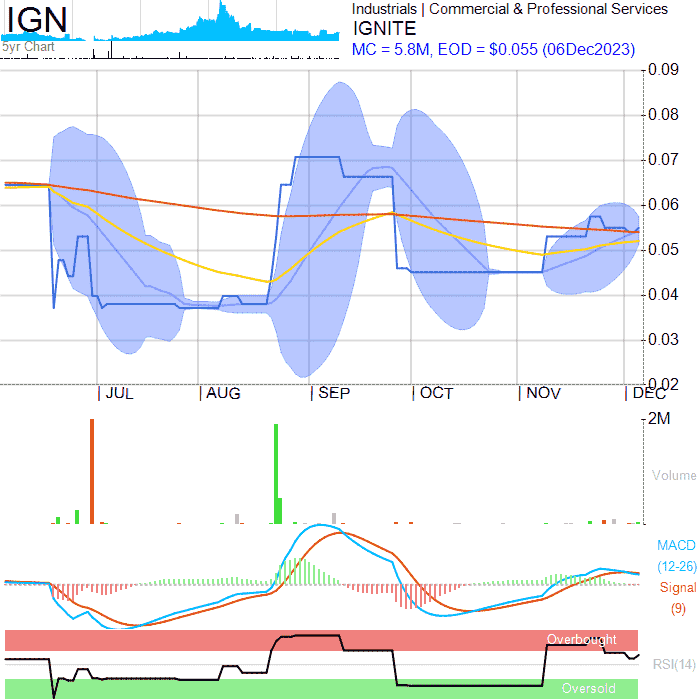 IGN
5yr Chart
Industrials | Commercial & Professional Services
IGNITE
MC = 5.8M, EOD = $0.055 (06Dec2023)
0.09
0.08
0.07
0.06
0.05
0.04
0.03
0.02
JUL AUG SEP OCT NOV DEC
2M
Volume
MACD
(12-26)
Signal
(9)
Overbought
RSI(14)
Oversold